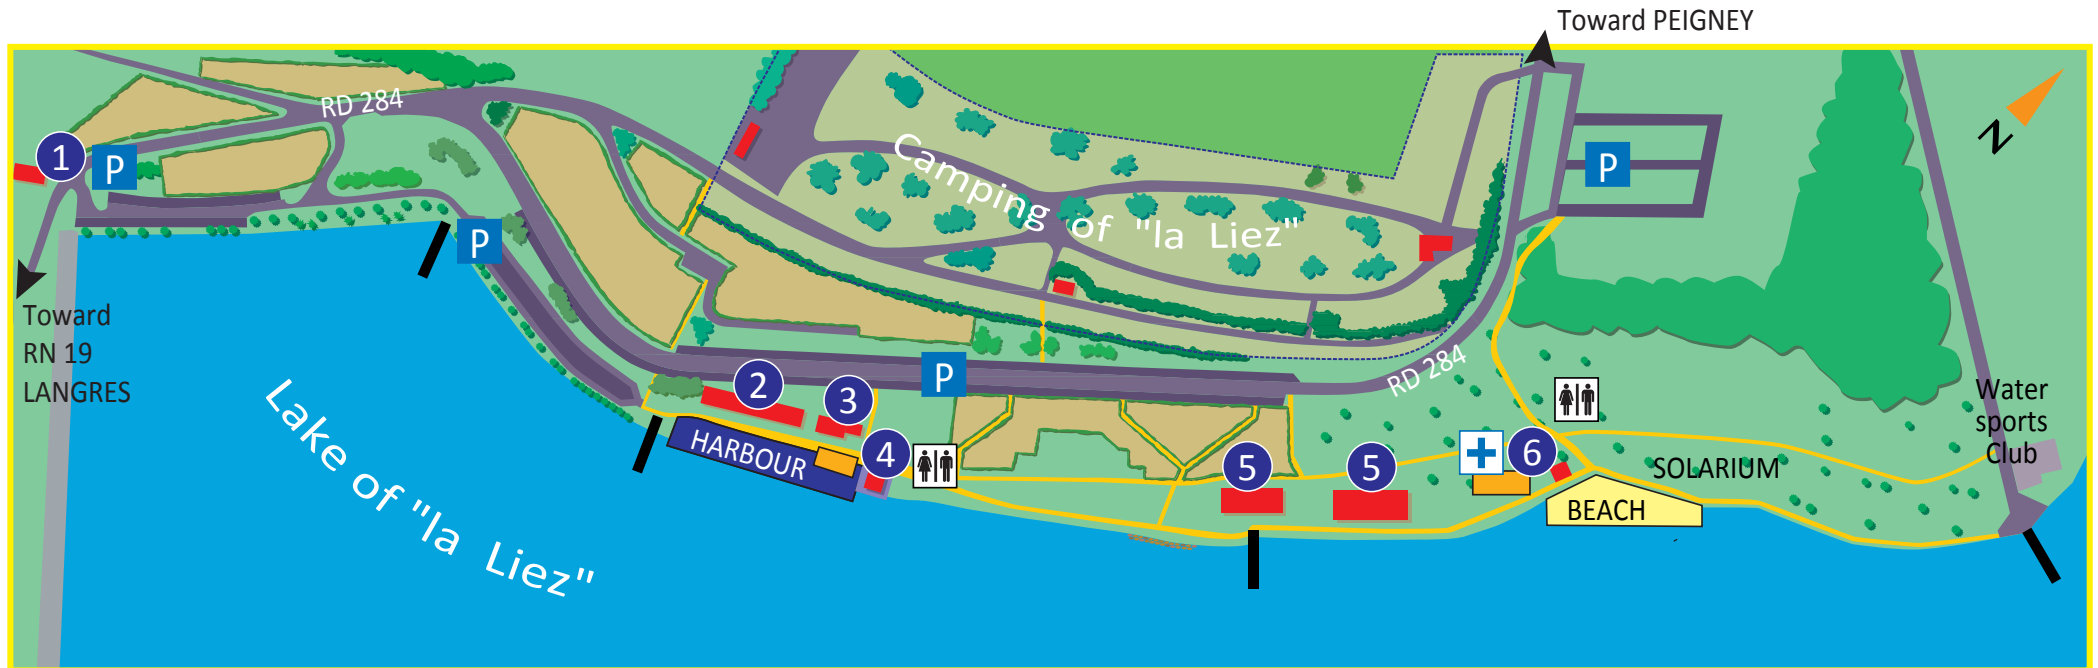 Toward PEIGNEY
RD 284
N
1
P
P
P
Camping of "la Liez"
P
Toward
RN 19
LANGRES
RD 284
2
3
Water
sports
Club
HARBOUR
4
5
5
6
SOLARIUM
BEACH
Lake of "la Liez"